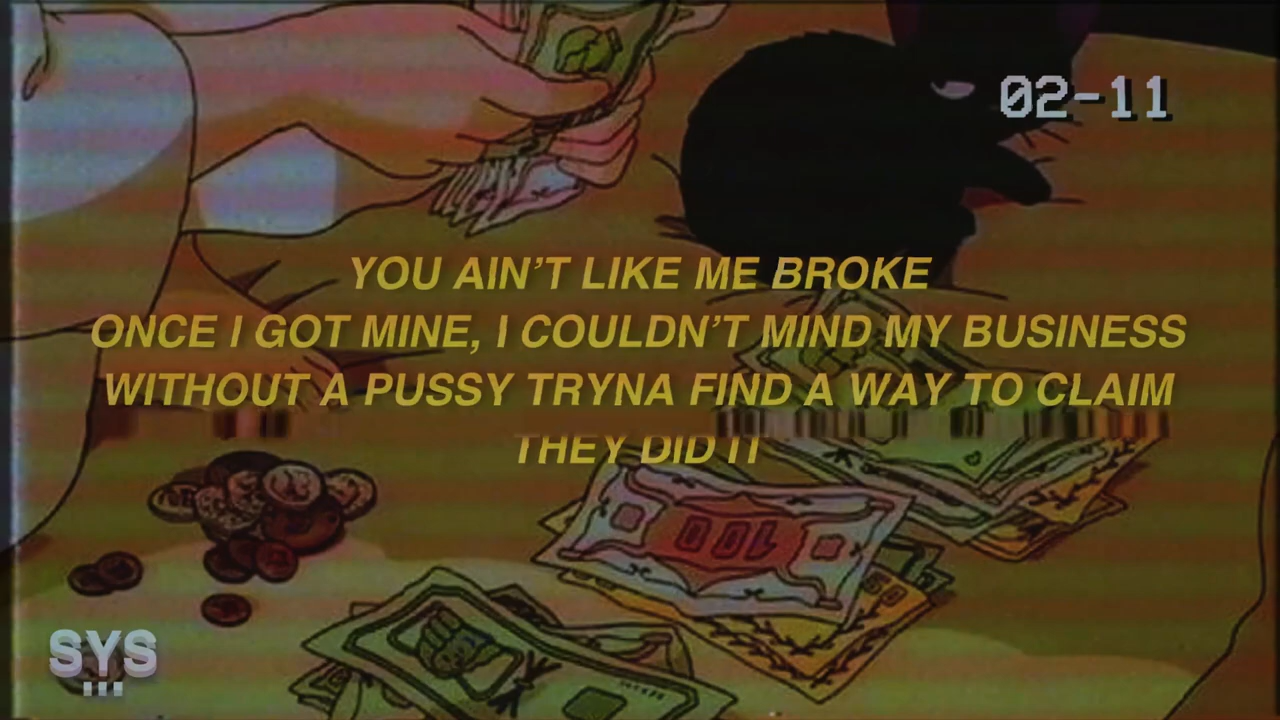 02-11
YOU AIN'T LIKE ME BROKE
ONCE I GOT MINE, I COULDN'T MIND MY BUSINESS
WITHOUT A PUSSY TRYNA FIND A WAY TO CLAIM
THEY DID IT
100
SYS